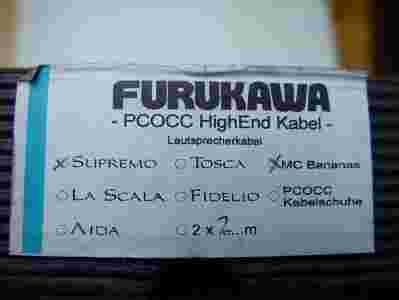 FURUKAWA
- PCOCC HighEnd Kabel -
Lautsprecherkabel
SUPREMO TOSCA MC Bananas
LA SCALA FIDELIO PCOCC Kabelschuhe
AIDA 2 x 2...m